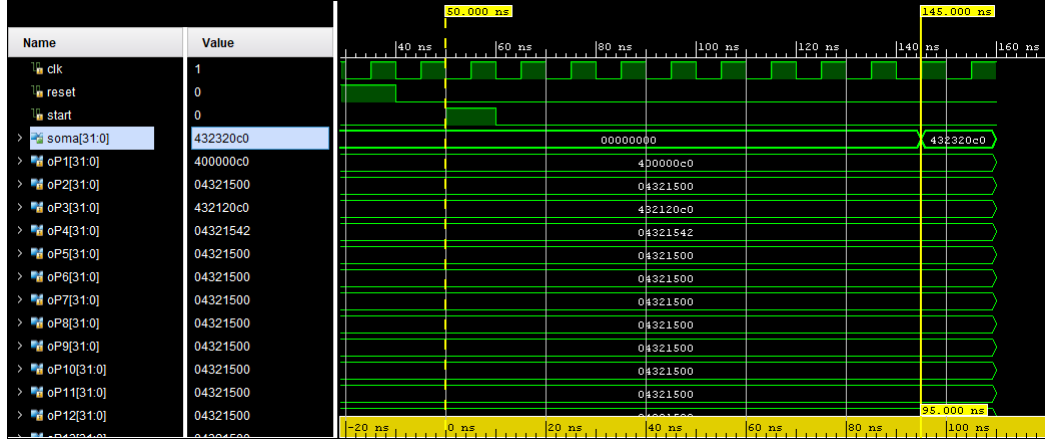 50.000 ns 145.000 ns
Name Value
40 ns 60 ns 80 ns 100 ns 120 ns 140 ns 160 ns
clk 1
reset 0
start 0
soma[31:0] 432320c0 00000000 432320c0
oP1[31:0] 400000c0 400000c0
oP2[31:0] 04321500 04321500
oP3[31:0] 432120c0 432120c0
oP4[31:0] 04321542 04321542
oP5[31:0] 04321500 04321500
oP6[31:0] 04321500 04321500
oP7[31:0] 04321500 04321500
oP8[31:0] 04321500 04321500
oP9[31:0] 04321500 04321500
oP10[31:0] 04321500 04321500
oP11[31:0] 04321500 04321500
oP12[31:0] 04321500
95.000 ns
-20 ns 0 ns 20 ns 40 ns 60 ns 80 ns 100 ns